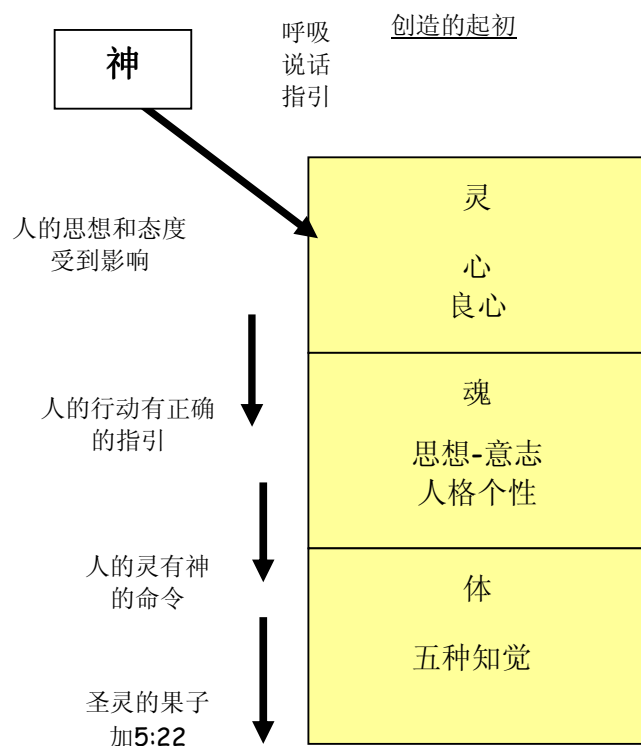 创造的起初
神
呼吸
说话
指引
人的思想和态度
受到影响
灵
心
良心
人的行动有正确
的指引
魂
思想-意志
人格个性
人的灵有神
的命令
体
五种知觉
圣灵的果子
加5:22